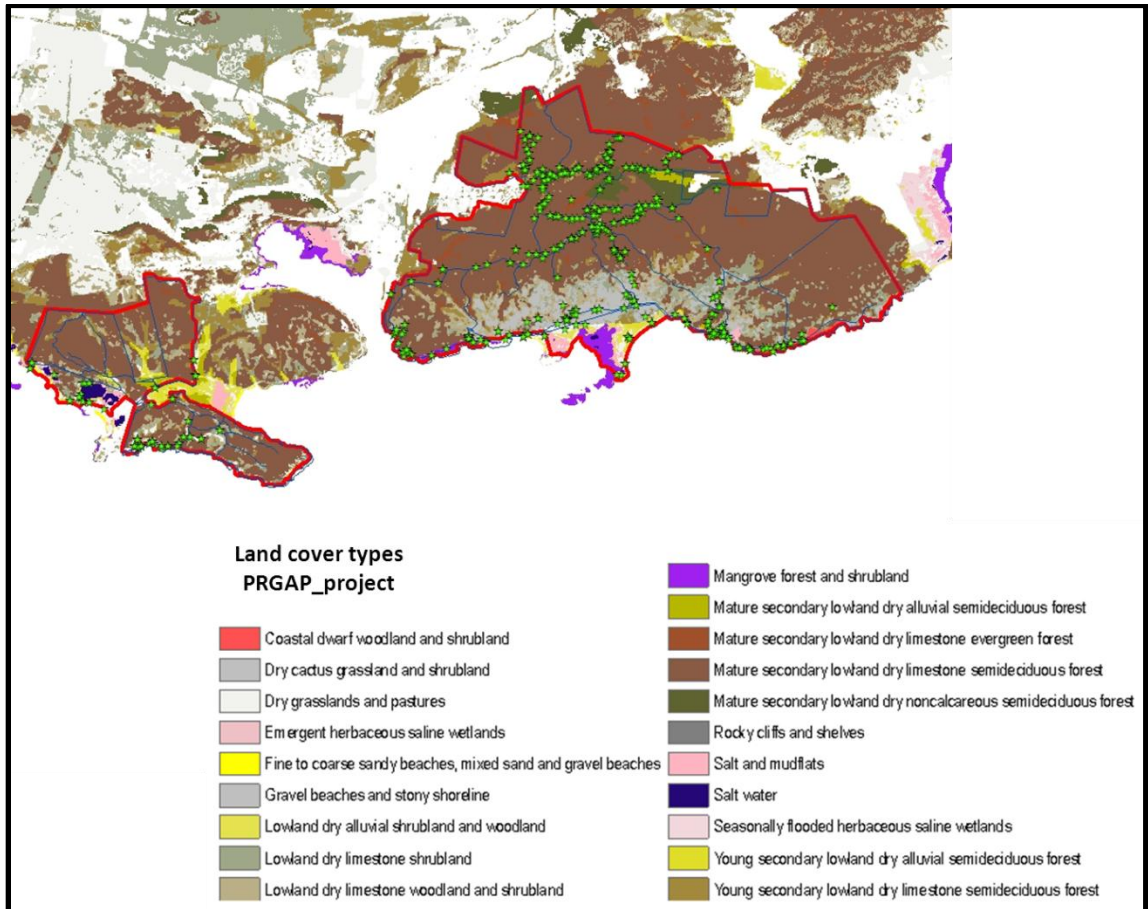 Land cover types
PRGAP_project
Coastal dwarf woodland and shrubland
Dry cactus grassland and shrubland
Dry grasslands and pastures
Emergent herbaceous saline wetlands
Fine to coarse sandy beaches, mixed sand and gravel beaches
Gravel beaches and stony shoreline
Lowland dry alluvial shrubland and woodland
Lowland dry limestone shrubland
Lowland dry limestone woodland and shrubland
Mangrove forest and shrubland
Mature secondary lowland dry alluvial semideciduous forest
Mature secondary lowland dry limestone evergreen forest
Mature secondary lowland dry limestone semideciduous forest
Mature secondary lowland dry noncalcareous semideciduous forest
Rocky cliffs and shelves
Salt and mudflats
Salt water
Seasonally flooded herbaceous saline wetlands
Young secondary lowland dry alluvial semideciduous forest
Young secondary lowland dry limestone semideciduous forest